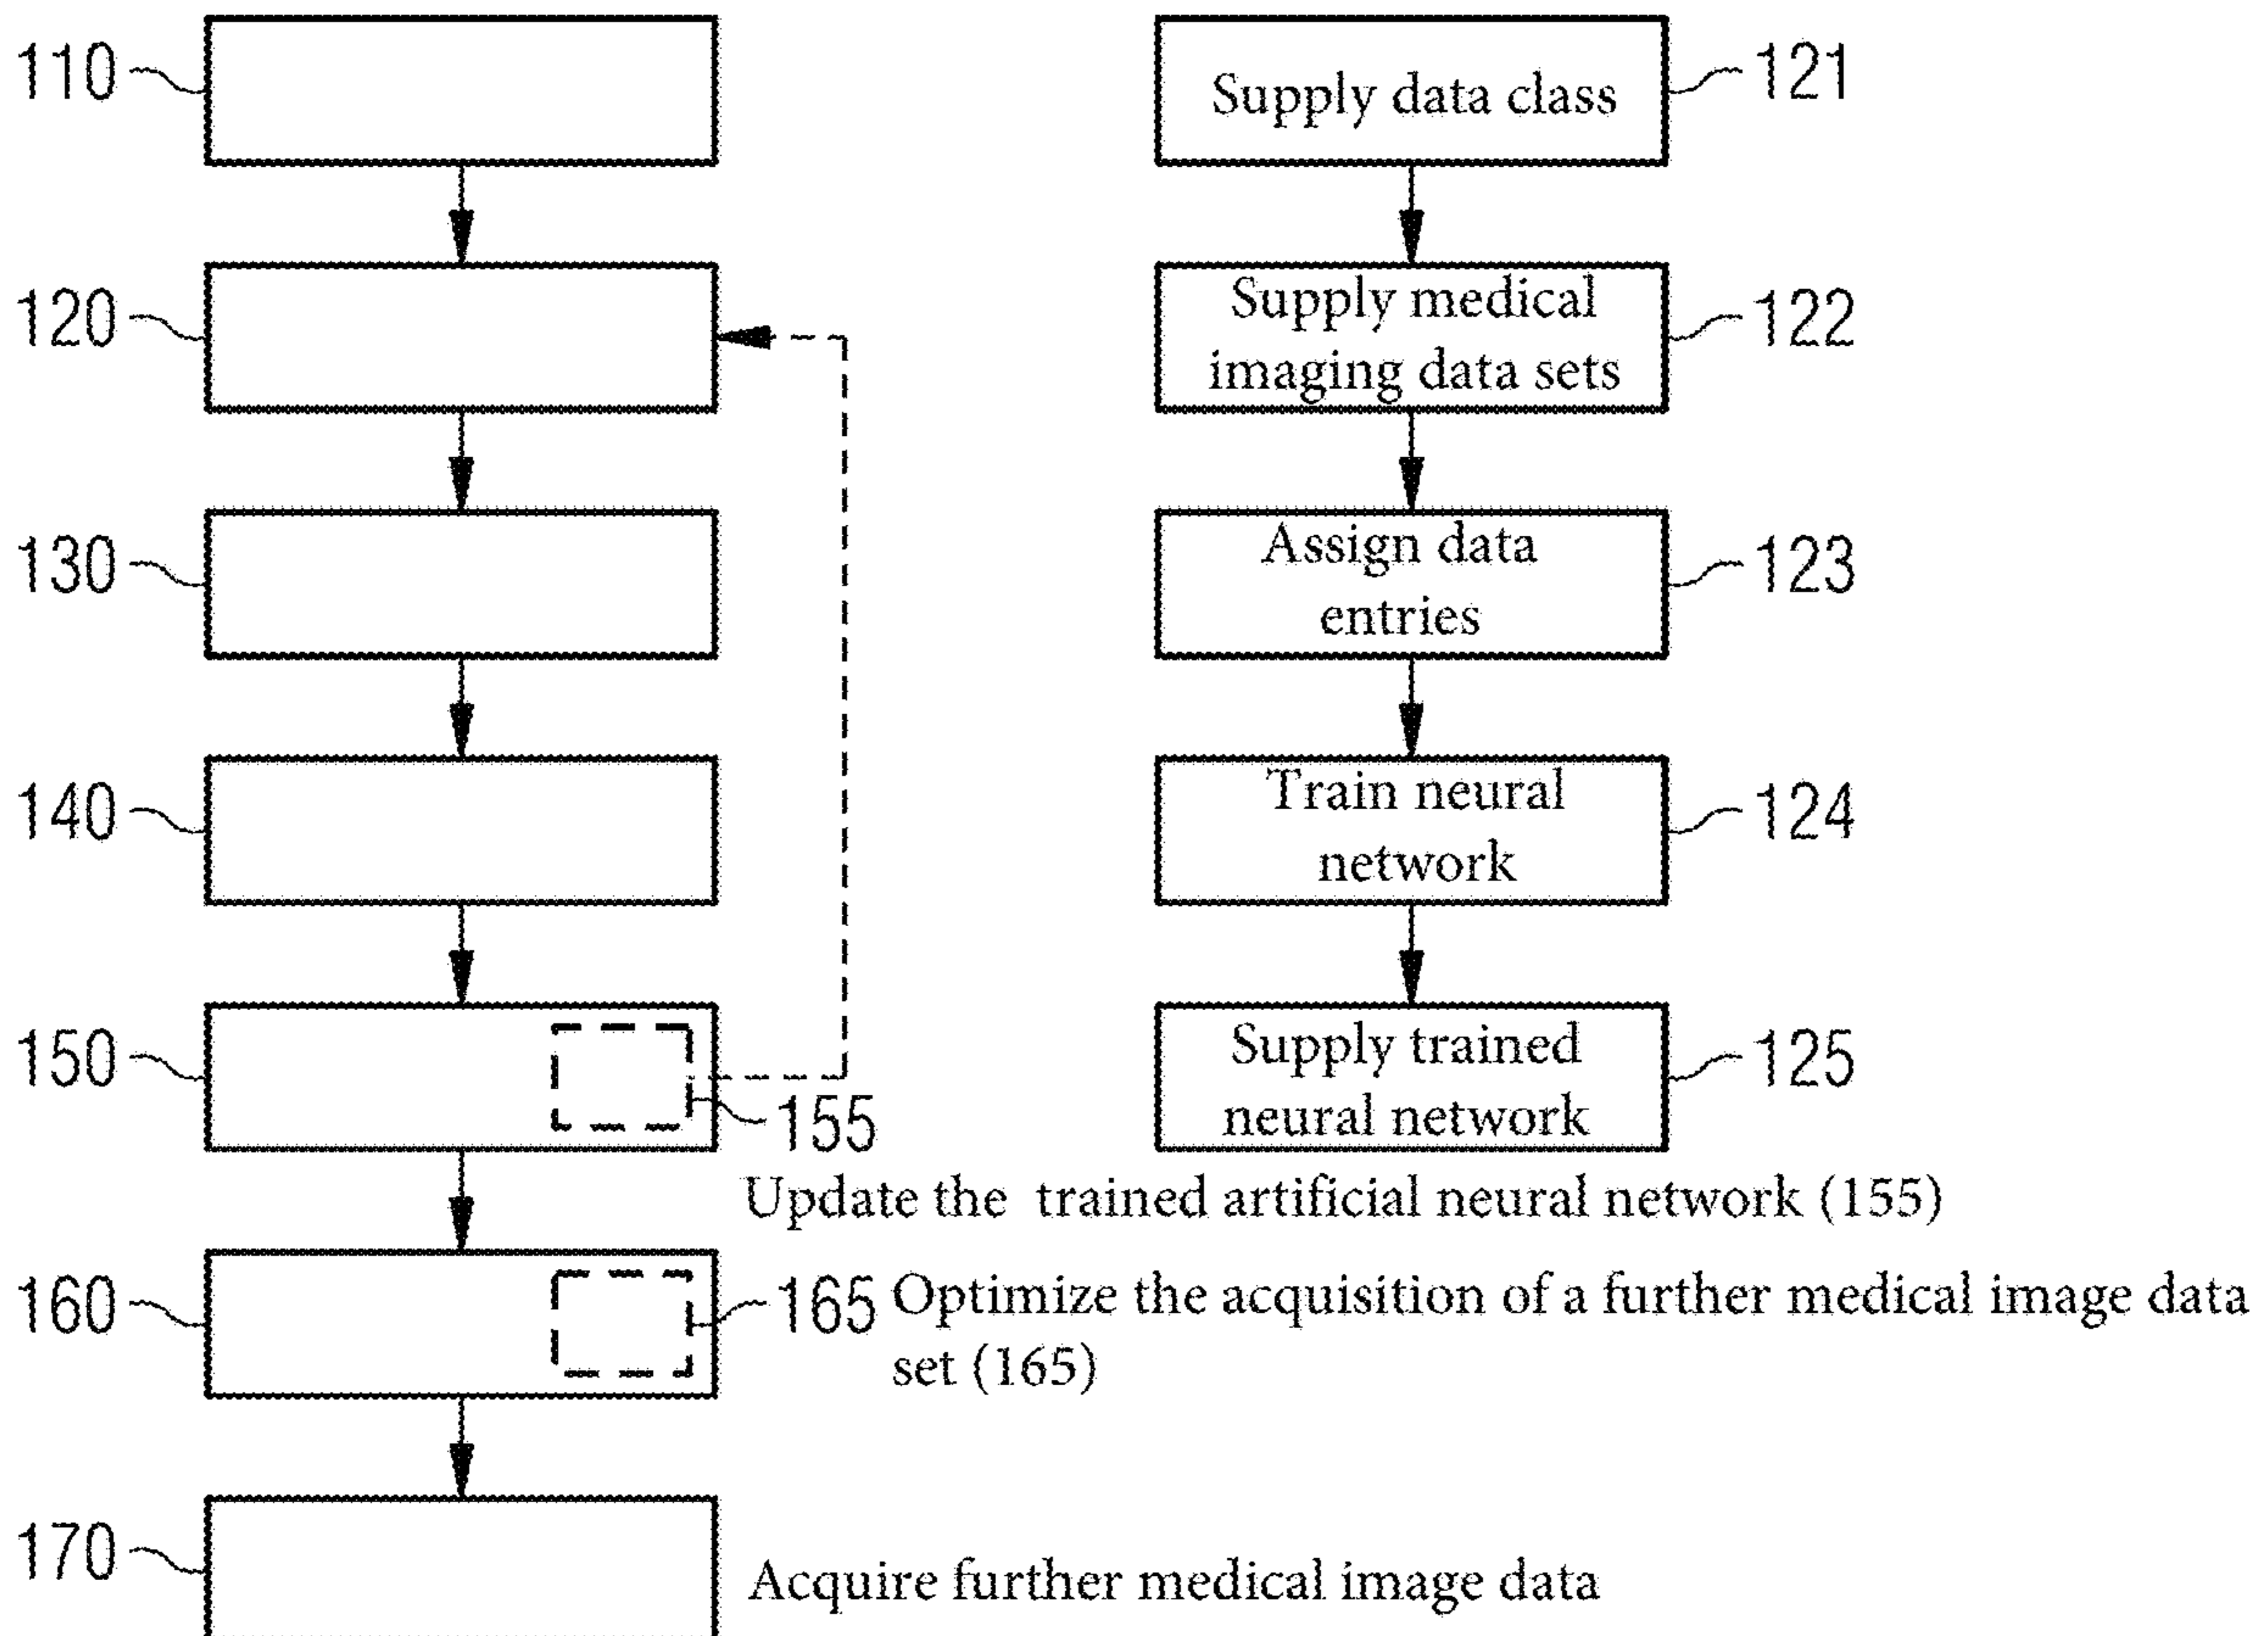 110
120
130
140
150
155
160
165
170
Supply data class
121
Supply medical
imaging data sets
122
Assign data
entries
123
Train neural
network
124
Supply trained
neural network
125
Update the trained artificial neural network (155)
Optimize the acquisition of a further medical image data
set (165)
Acquire further medical image data